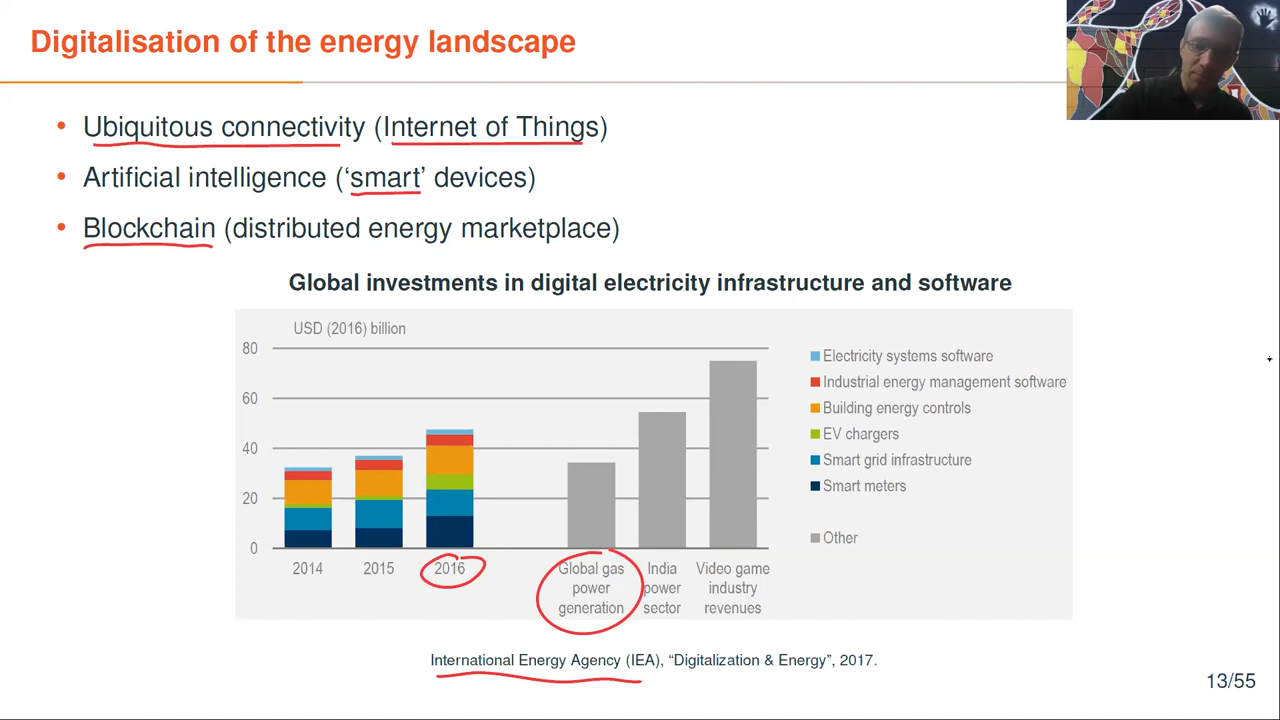 Digitalisation of the energy landscape
• Ubiquitous connectivity (Internet of Things)
• Artificial intelligence (‘smart’ devices)
• Blockchain (distributed energy marketplace)
Global investments in digital electricity infrastructure and software
USD (2016) billion
80
60
40
20
0
2014
2015
2016
Global gas
power
generation
India
power
sector
Video game
industry
revenues
Electricity systems software
Industrial energy management software
Building energy controls
EV chargers
Smart grid infrastructure
Smart meters
Other
International Energy Agency (IEA), “Digitalization & Energy”, 2017.
13/55